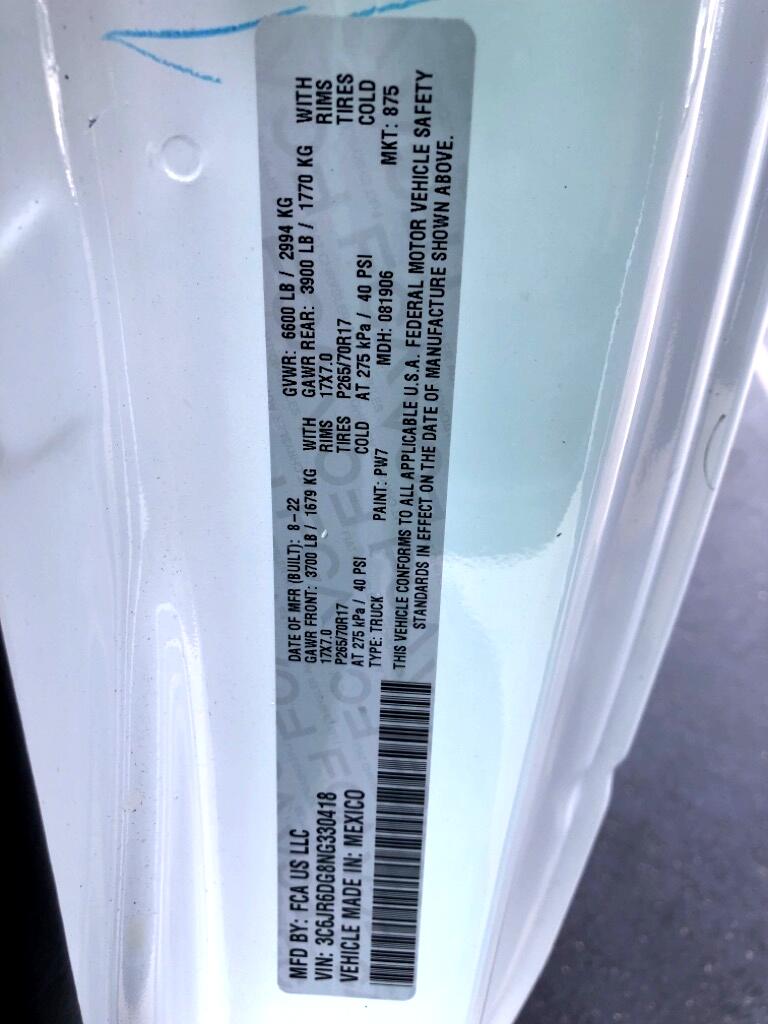 MFD BY: FCA US LLC
VIN: 3C6JR6DG8NG330418
VEHICLE MADE IN: MEXICO
DATE OF MFR (BUILT): 8-22 GVWR: 6600 LB / 2994 KG
GAWR FRONT: 3700 LB / 1679 KG WITH GAWR REAR: 3900 LB / 1770 KG WITH
17X7.0 RIMS 17X7.0 RIMS
P265/70R17 TIRES P265/70R17 TIRES
AT 275 kPa / 40 PSI COLD AT 275 kPa / 40 PSI COLD
TYPE: TRUCK PAINT: PW7 MDH: 081906 MKT: 875
THIS VEHICLE CONFORMS TO ALL APPLICABLE U.S.A. FEDERAL MOTOR VEHICLE SAFETY
STANDARDS IN EFFECT ON THE DATE OF MANUFACTURE SHOWN ABOVE.